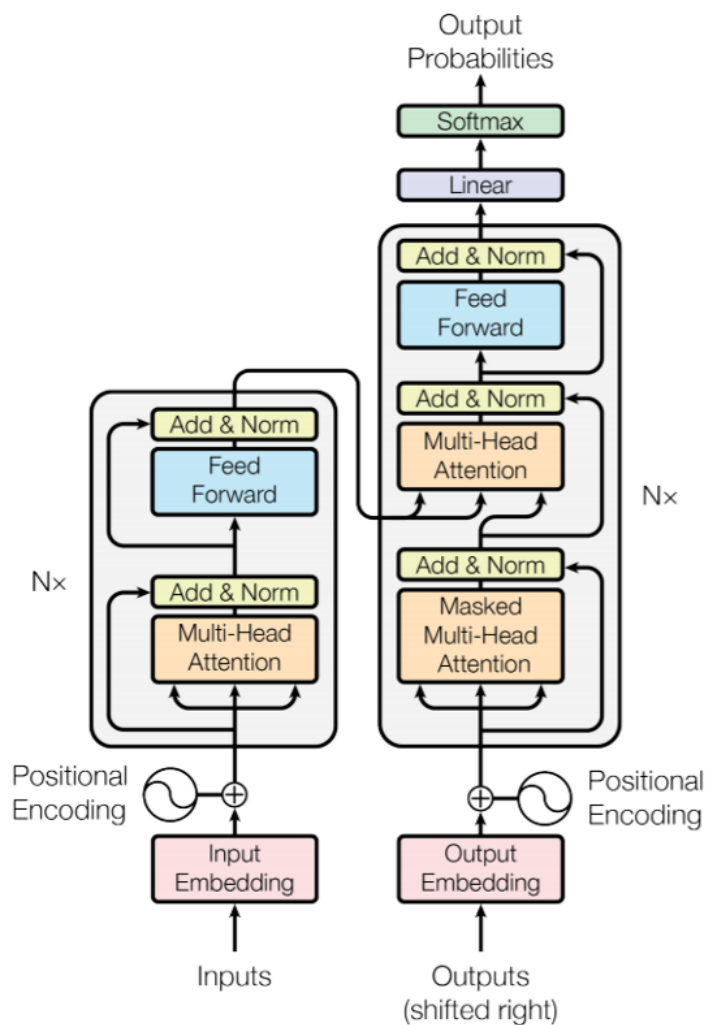 Output
Probabilities
Softmax
Linear
Add & Norm
Feed
Forward
Add & Norm
Multi-Head
Attention
Add & Norm
Masked
Multi-Head
Attention
Nx
Add & Norm
Feed
Forward
Add & Norm
Multi-Head
Attention
Nx
Positional
Encoding
Positional
Encoding
Input
Embedding
Output
Embedding
Inputs
Outputs
(shifted right)